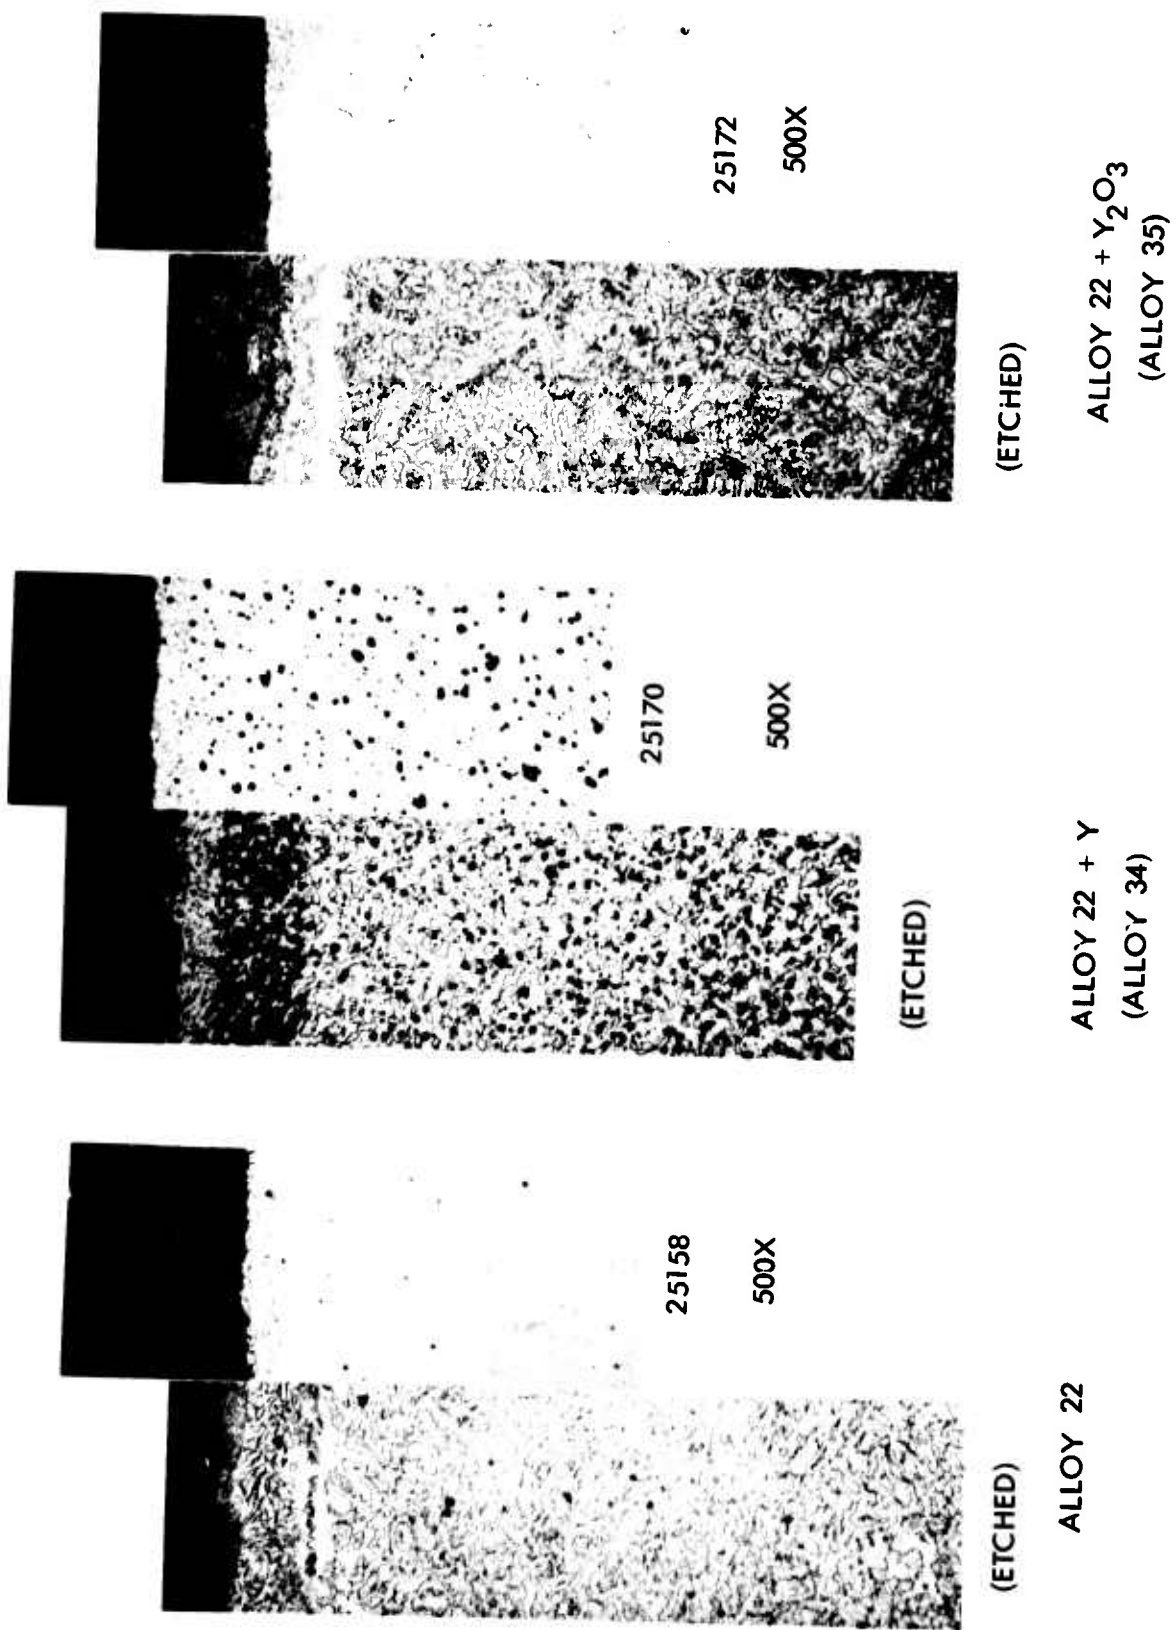 25158
500X
(ETCHED)
ALLOY 22
25170
500X
(ETCHED)
ALLOY 22 + Y
(ALLOY 34)
25172
500X
(ETCHED)
ALLOY 22 + Y₂O₃
(ALLOY 35)